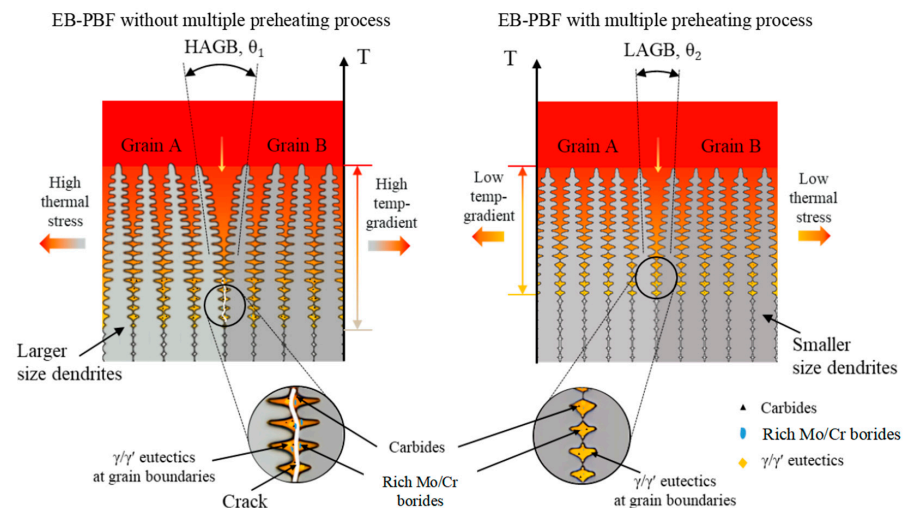 EB-PBF without multiple preheating process
HAGB, θ₁
T
Grain A
Grain B
High
thermal
stress
High
temp-
gradient
Larger
size dendrites
γ/γ′ eutectics
at grain boundaries
Crack
Carbides
Rich Mo/Cr
borides
EB-PBF with multiple preheating process
LAGB, θ₂
T
Grain A
Grain B
Low
temp-
gradient
Low
thermal
stress
Smaller
size dendrites
γ/γ′ eutectics
at grain boundaries
Carbides
Rich Mo/Cr borides
γ/γ′ eutectics